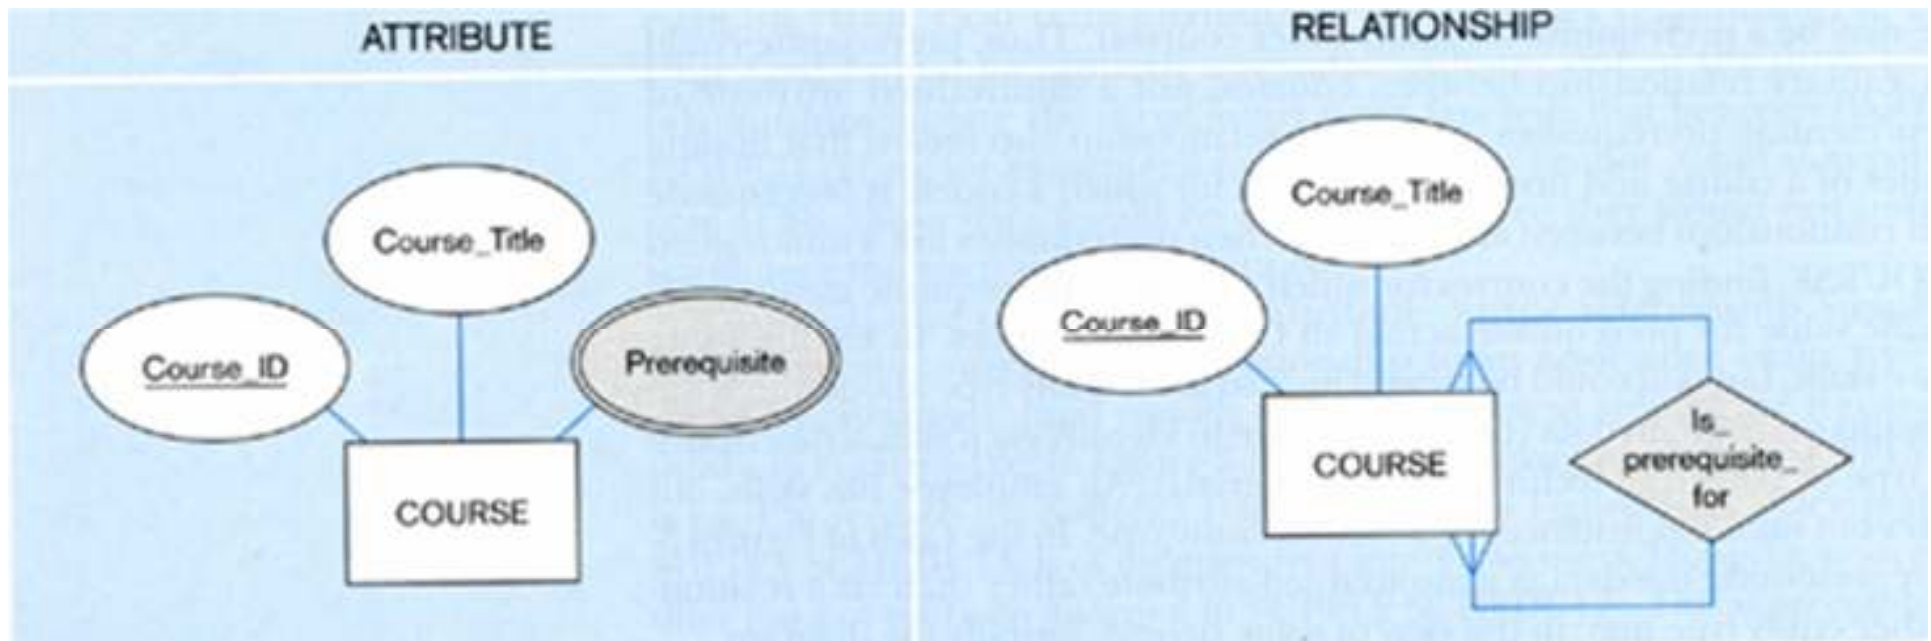 ATTRIBUTE
Course_Title
Course_ID
Prerequisite
COURSE
RELATIONSHIP
Course_Title
Course_ID
COURSE
Is_
prerequisite_
for